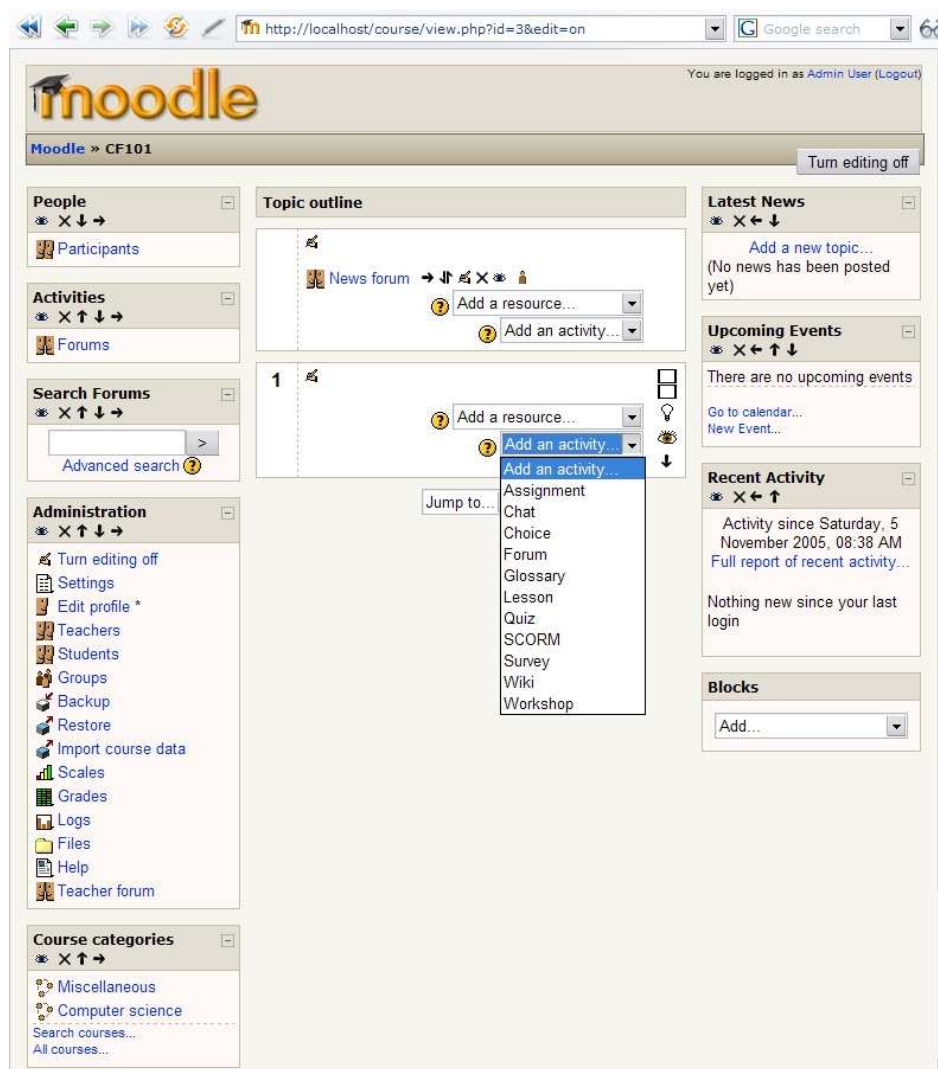 http://localhost/course/view.php?id=3&edit=on
G Google search
moodle
You are logged in as Admin User (Logout)
Moodle » CF101
Turn editing off
People
Participants
Activities
Forums
Search Forums
>
Advanced search ?
Administration
Turn editing off
Settings
Edit profile *
Teachers
Students
Groups
Backup
Restore
Import course data
Scales
Grades
Logs
Files
Help
Teacher forum
Course categories
Miscellaneous
Computer science
Search courses...
All courses...
Topic outline
News forum
? Add a resource...
? Add an activity...
1
? Add a resource...
? Add an activity...
Add an activity...
Assignment
Chat
Choice
Forum
Glossary
Lesson
Quiz
SCORM
Survey
Wiki
Workshop
Jump to...
Latest News
Add a new topic...
(No news has been posted
yet)
Upcoming Events
There are no upcoming events
Go to calendar...
New Event...
Recent Activity
Activity since Saturday, 5
November 2005, 08:38 AM
Full report of recent activity...
Nothing new since your last
login
Blocks
Add...